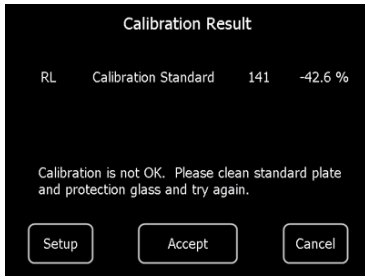 Calibration Result
RL Calibration Standard 141 -42.6 %
Calibration is not OK. Please clean standard plate
and protection glass and try again.
Setup Accept Cancel